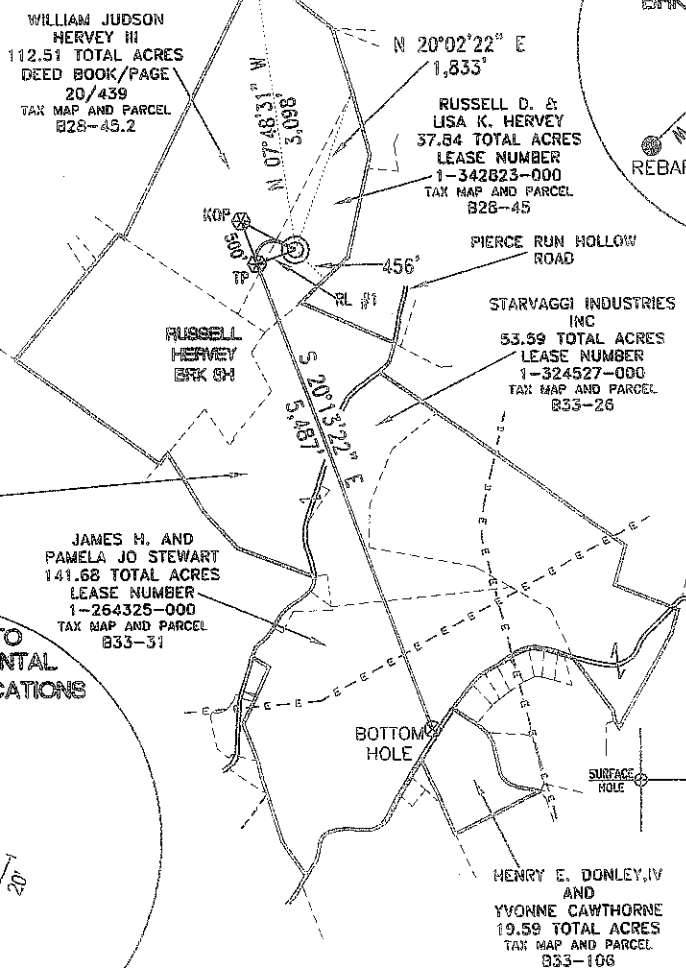 WILLIAM JUDSON
HERVEY III
112.51 TOTAL ACRES
DEED BOOK/PAGE
20/439
TAX MAP AND PARCEL
B28-45.2
N 07°48'31" W
3,098'
N 20°02'22" E
1,833'
RUSSELL D. &
LISA K. HERVEY
37.84 TOTAL ACRES
LEASE NUMBER
1-342823-000
TAX MAP AND PARCEL
B28-45
REBAR
KOP
500'
TP
456'
RL #1
PIERCE RUN HOLLOW
ROAD
STARVAGGI INDUSTRIES
INC
53.59 TOTAL ACRES
LEASE NUMBER
1-324527-000
TAX MAP AND PARCEL
B33-26
RUSSELL
HERVEY
BRK 8H
S 20°13'22" E
5,487'
JAMES H. AND
PAMELA JO STEWART
141.68 TOTAL ACRES
LEASE NUMBER
1-264325-000
TAX MAP AND PARCEL
B33-31
TO
NTAL
CATIONS
20'
E E E E E E E
BOTTOM
HOLE
SURFACE
HOLE
HENRY E. DONLEY,IV
AND
YVONNE CAWTHORNE
19.59 TOTAL ACRES
TAX MAP AND PARCEL
B33-106